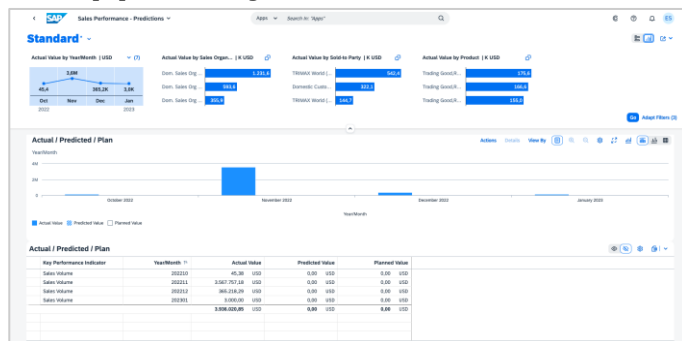 SAP Sales Performance - Predictions
Apps Search In: "Apps"
ES
Standard*
Actual Value by Year/Month | USD (7)
3,6M
45,4 365,2K 3,0K
Oct Nov Dec Jan
2022 2023
Actual Value by Sales Organ... | K USD
Dom. Sales Org ... 1.231,6
Dom. Sales Org ... 593,6
Dom. Sales Org ... 355,9
Actual Value by Sold-to Party | K USD
TRIMAX World (... 542,4
Domestic Custo... 322,2
TRIMAX World (... 144,7
Actual Value by Product | K USD
Trading Good,R... 175,6
Trading Good,R...
Trading Good,R...
Go Adapt Filters (3)
Actual / Predicted / Plan
Actions Details View By
Year/Month
4M
2M
0
October 2022 November 2022 December 2022 January 2023
Year/Month
Actual Value Predicted Value Planned Value
Actual / Predicted / Plan
Key Performance Indicator Year/Month Actual Value Predicted Value Planned Value
Sales Volume 202210 45,38 USD 0,00 USD 0,00 USD
Sales Volume 202211 3.567.757,18 USD 0,00 USD 0,00 USD
Sales Volume 202212 365.218,29 USD 0,00 USD 0,00 USD
Sales Volume 202301 3.000,00 USD 0,00 USD 0,00 USD
3.936.020,85 USD 0,00 USD 0,00 USD